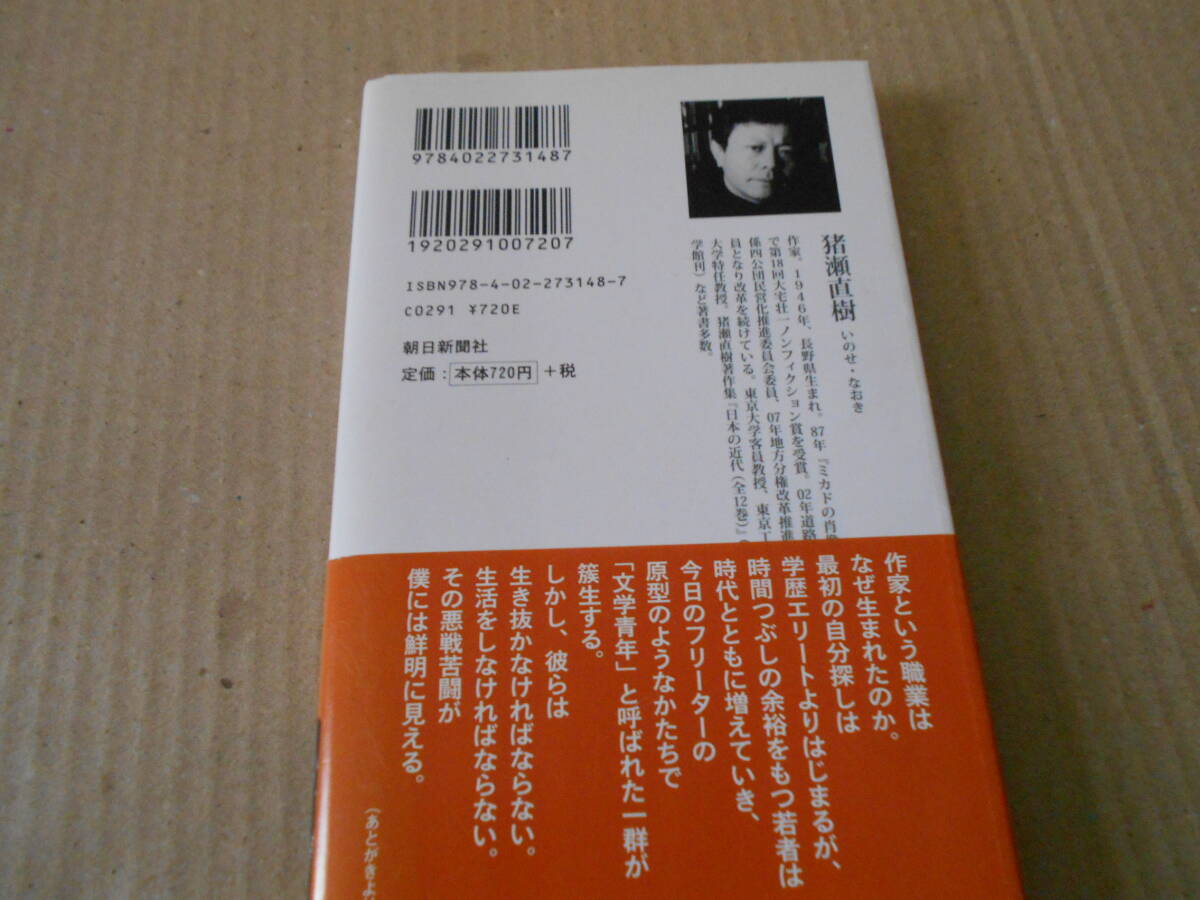 9784022731487
1920291007207
ISBN978-4-02-273148-7
C0291 ¥720E
朝日新聞社
定価：本体720円+税
猪瀬直樹 いのせ・なおき
作家。1946年、長野県生まれ。87年『ミカドの肖
で第18回大宅壮一ノンフィクション賞を受賞。02年道路
係四公団民営化推進委員会委員、07年地方分権改革推進
員となり改革を続けている。東京大学客員教授、東京工
大学特任教授。猪瀬直樹著作集『日本の近代（全12巻）』
学館刊）など著書多数。
作家という職業は
なぜ生まれたのか。
最初の自分探しは
学歴エリートよりはじまるが、
時間つぶしの余裕をもつ若者は
時代とともに増えていき、
今日のフリーターの
原型のようなかたちで
「文学青年」と呼ばれた一群が
簇生する。
しかし、彼らは
生き抜かなければならない。
生活をしなければならない。
その悪戦苦闘が
僕には鮮明に見える。
（あとがきよ